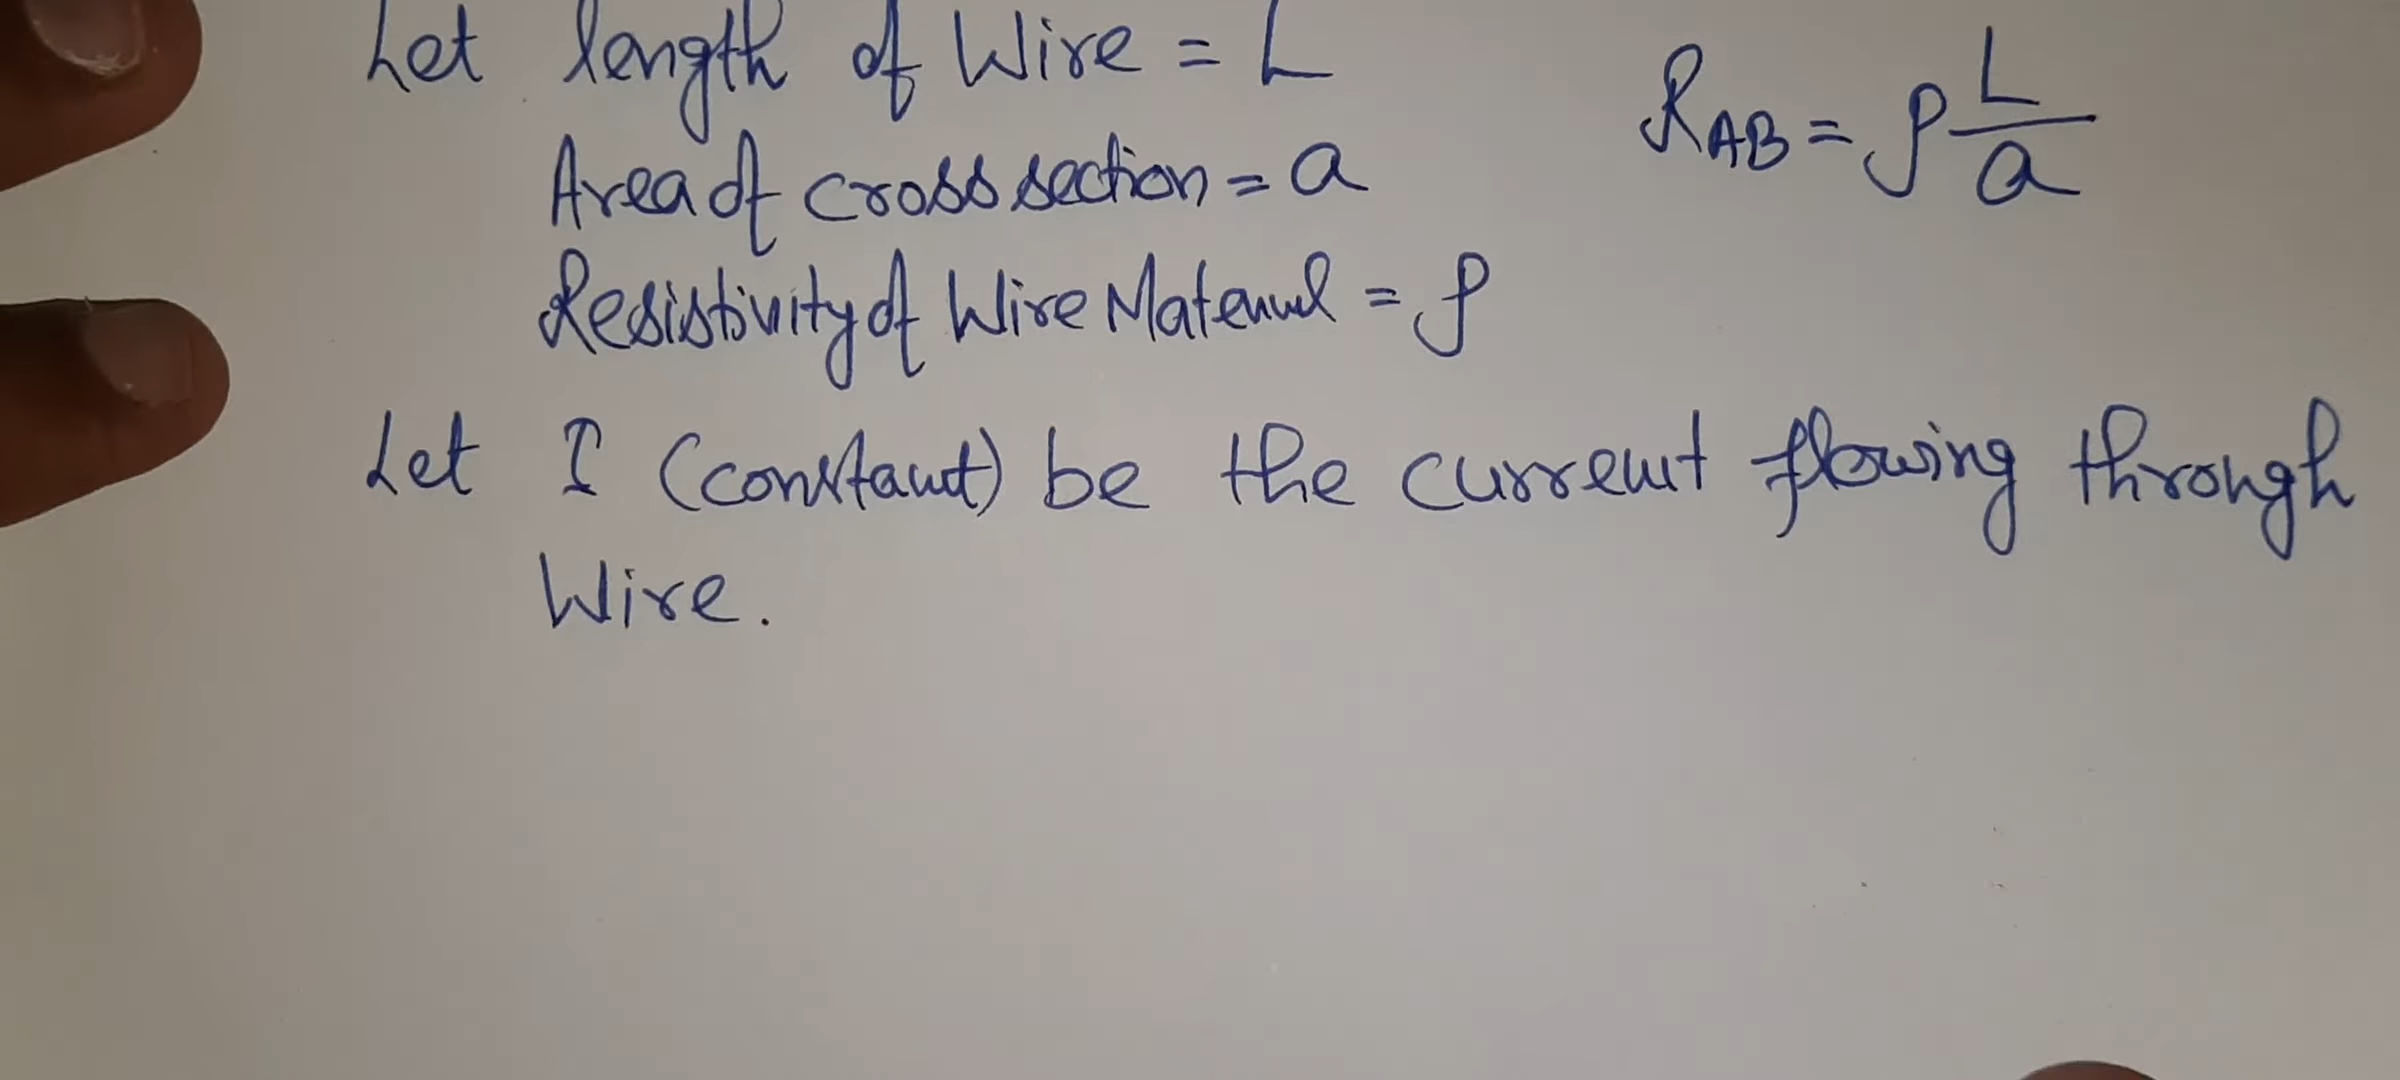 Let length of Wire = L
R_AB = ρ L/a
Area of cross section = a
Resistivity of Wire Material = ρ
Let I (constant) be the current flowing through
Wire.